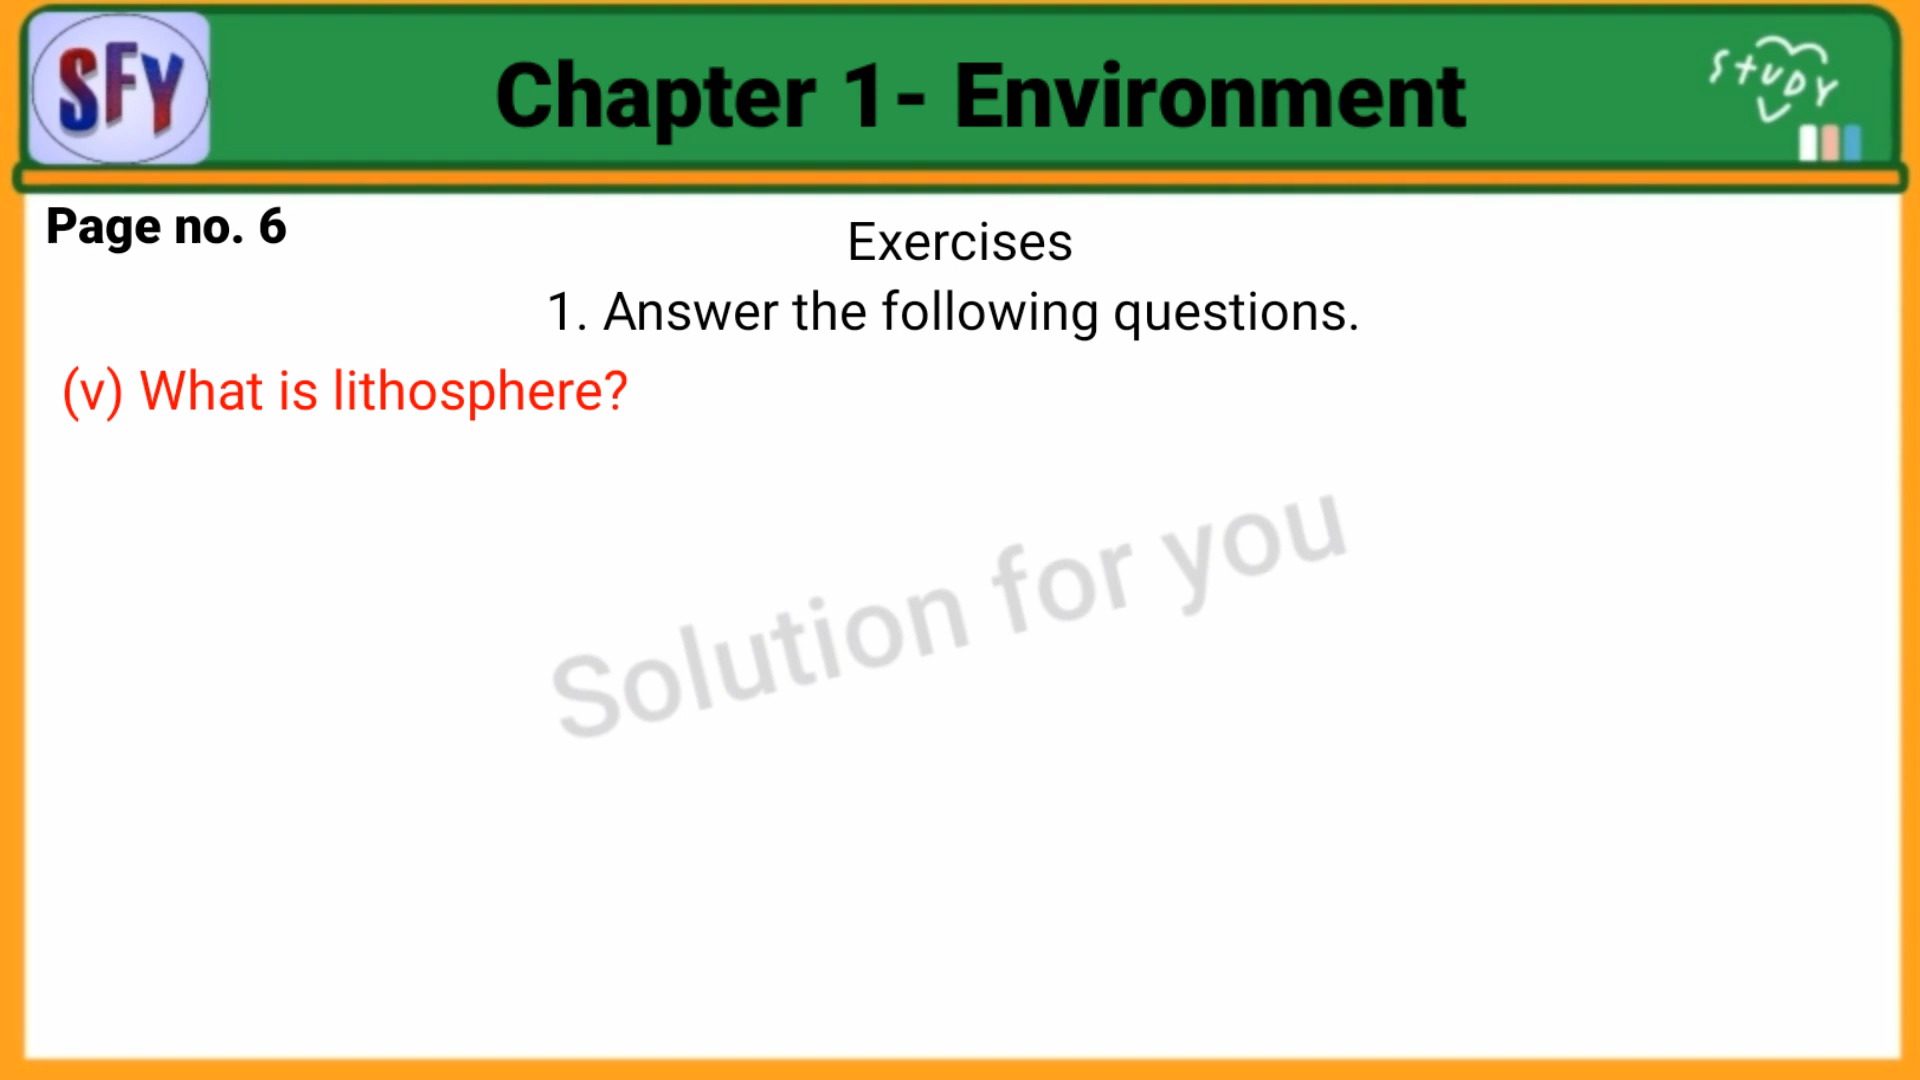 SFY
Chapter 1- Environment
STUDY
Page no. 6
Exercises
1. Answer the following questions.
(v) What is lithosphere?
Solution for you